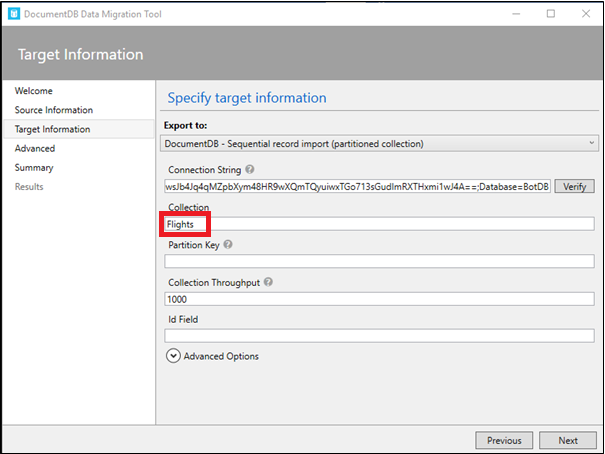 DocumentDB Data Migration Tool
Target Information
Welcome
Source Information
Target Information
Advanced
Summary
Results
Specify target information
Export to:
DocumentDB - Sequential record import (partitioned collection)
Connection String ?
wsJb4Jq4qMZpbXym48HR9wXQmTQyuiwxTGo713sGudlmRXTHxmi1wJ4A==;Database=BotDB Verify
Collection
Flights
Partition Key ?
Collection Throughput ?
1000
Id Field
Advanced Options
Previous Next